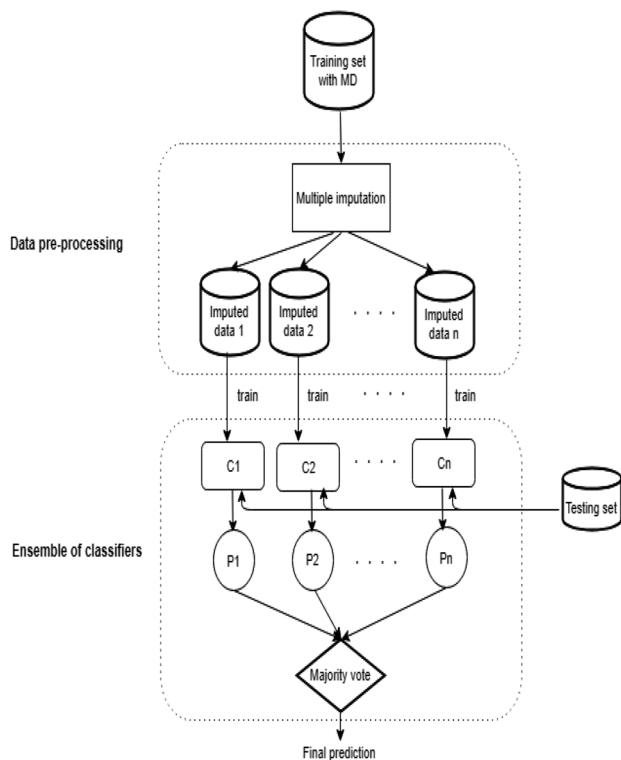 Training set
with MD
Multiple imputation
Data pre-processing
Imputed
data 1
Imputed
data 2
. . . .
Imputed
data n
train
train
. . . .
train
C1
C2
. . . .
Cn
Testing set
Ensemble of classifiers
P1
P2
. . . .
Pn
Majority vote
Final prediction